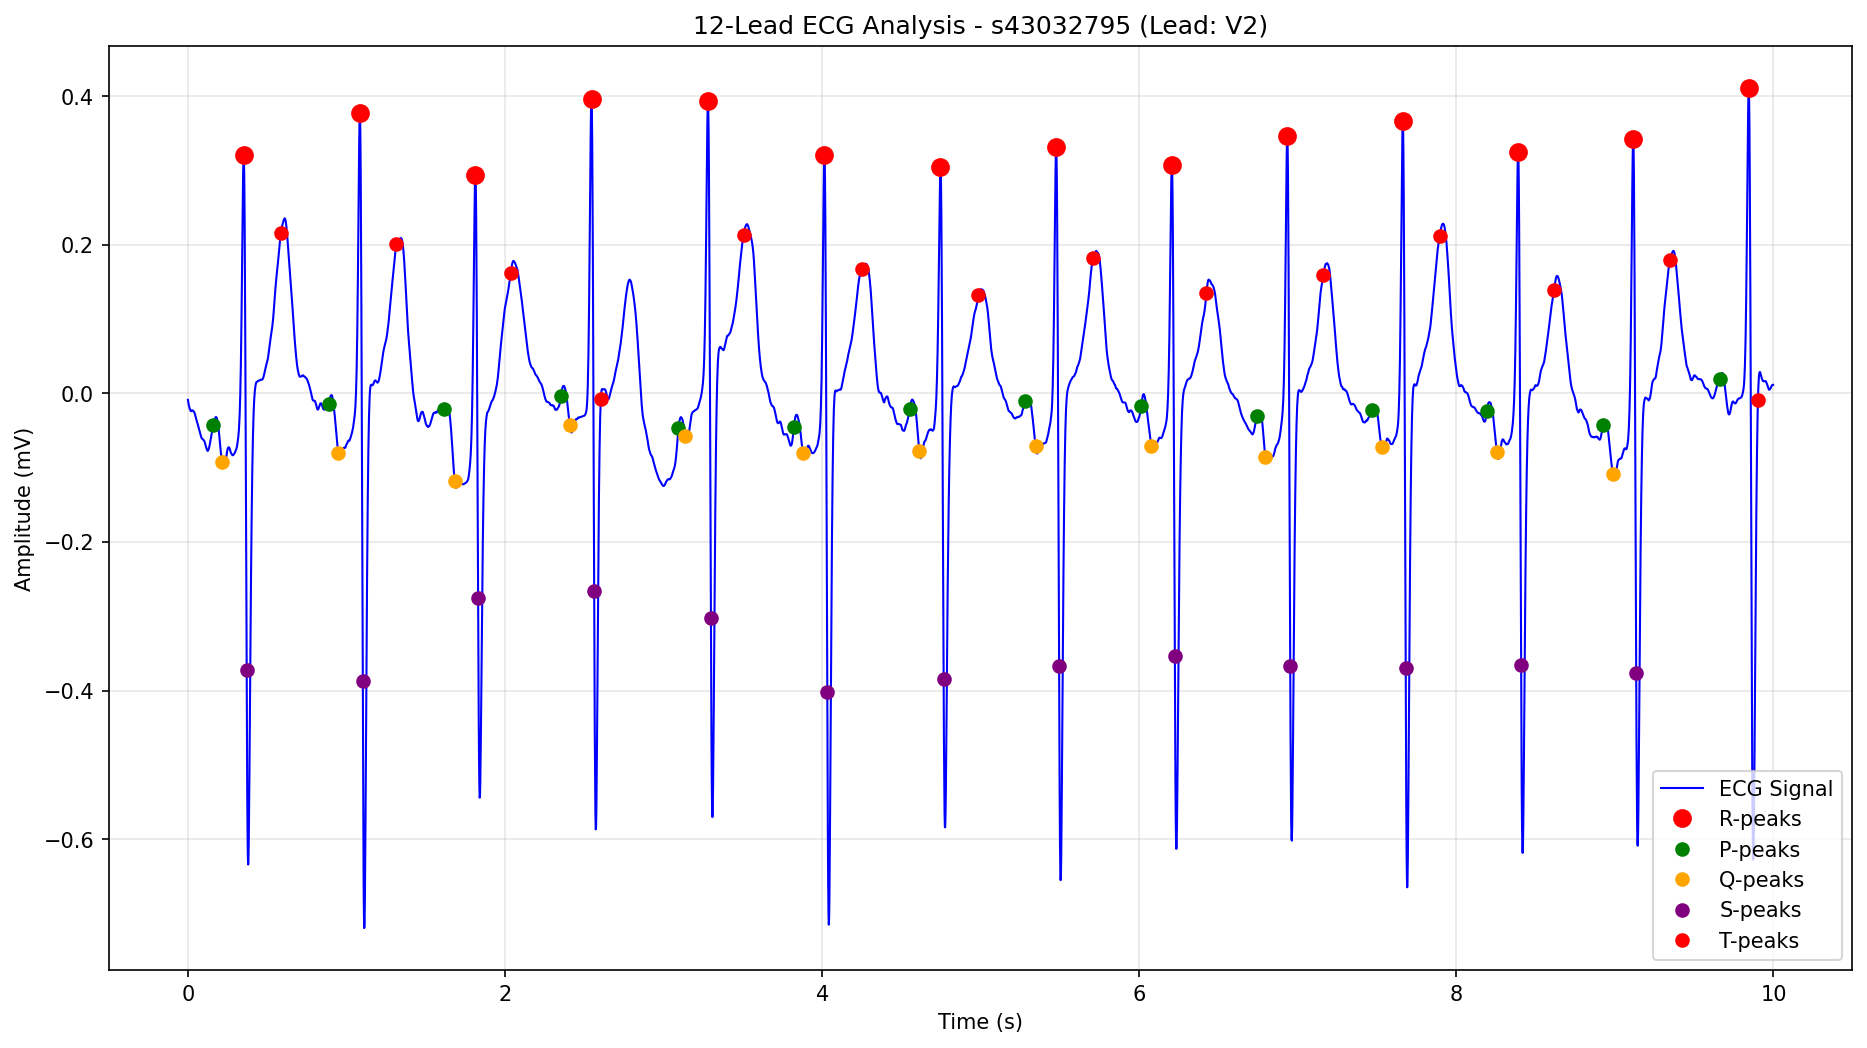 12-Lead ECG Analysis - s43032795 (Lead: V2)
0.4
0.2
0.0
−0.2
−0.4
−0.6
Amplitude (mV)
0 2 4 6 8 10
Time (s)
ECG Signal
R-peaks
P-peaks
Q-peaks
S-peaks
T-peaks